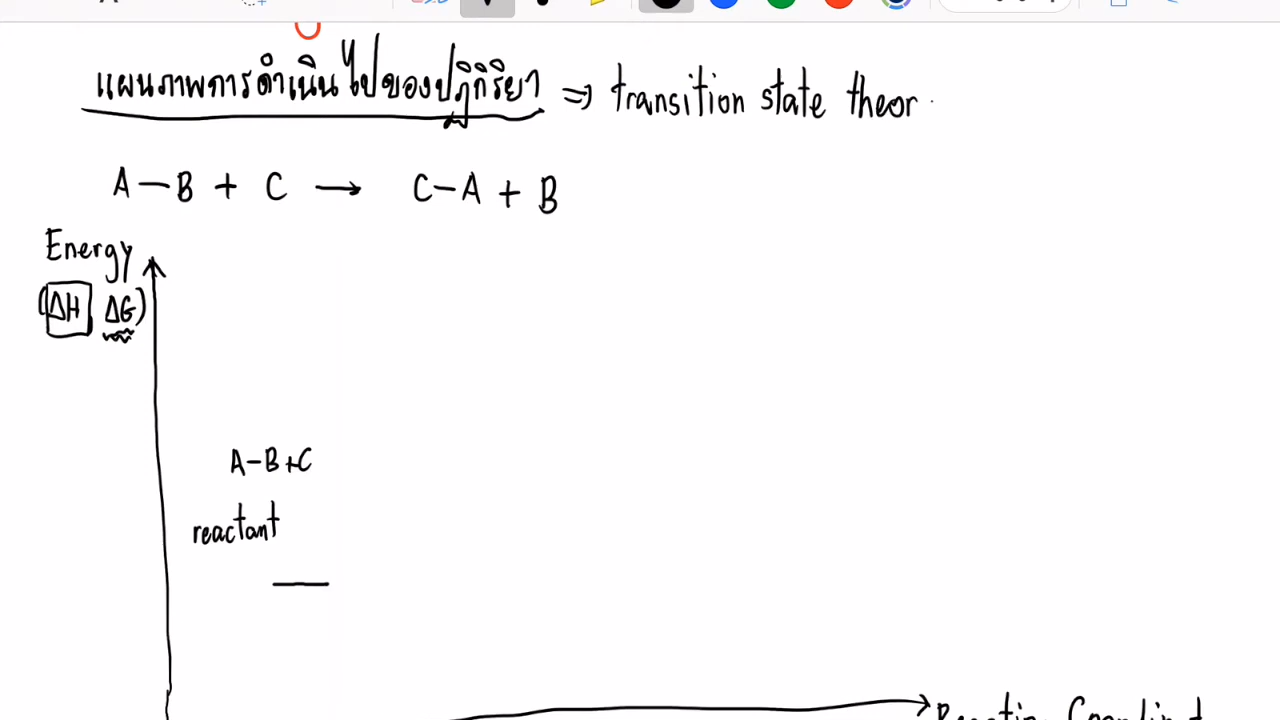 แผนภาพการดำเนินไปของปฏิกิริยา ⇒ transition state theor
A−B + C → C−A + B
Energy
(ΔH, ΔG)
A−B+C
reactant